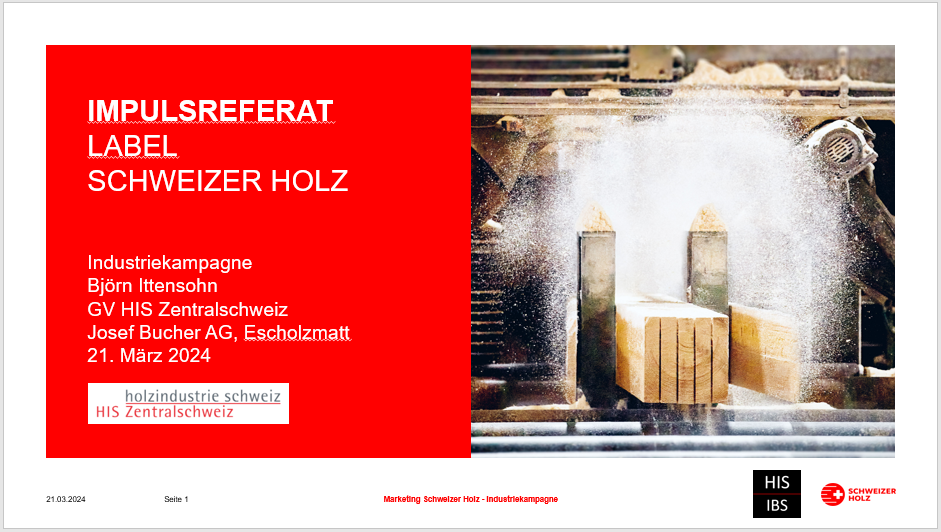 IMPULSREFERAT
LABEL
SCHWEIZER HOLZ
Industriekampagne
Björn Ittensohn
GV HIS Zentralschweiz
Josef Bucher AG, Escholzmatt
21. März 2024
holzindustrie schweiz
HIS Zentralschweiz
21.03.2024
Seite 1
Marketing Schweizer Holz - Industriekampagne
HIS
IBS
SCHWEIZER
HOLZ